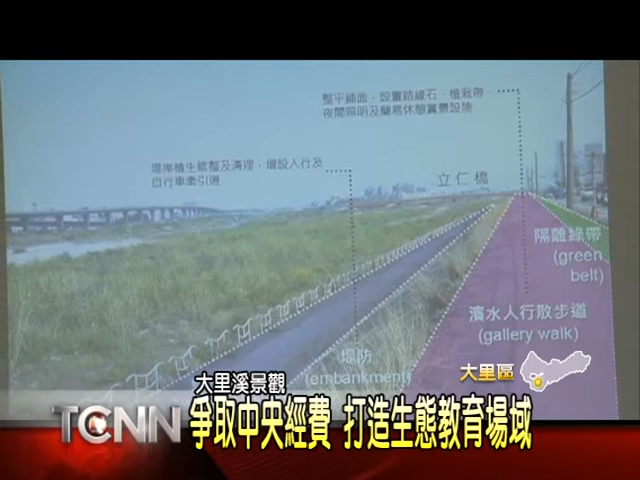 整平鋪面，設置路緣石、植栽帶、
夜間照明及簡易休憩賞景設施
堤岸植生修整及清理，增設人行及
自行車牽引道
立仁橋
隔離綠帶
(green
belt)
濱水人行散步道
(gallery walk)
堤防
(embankment)
大里區
大里溪景觀
TCNN
爭取中央經費 打造生態教育場域